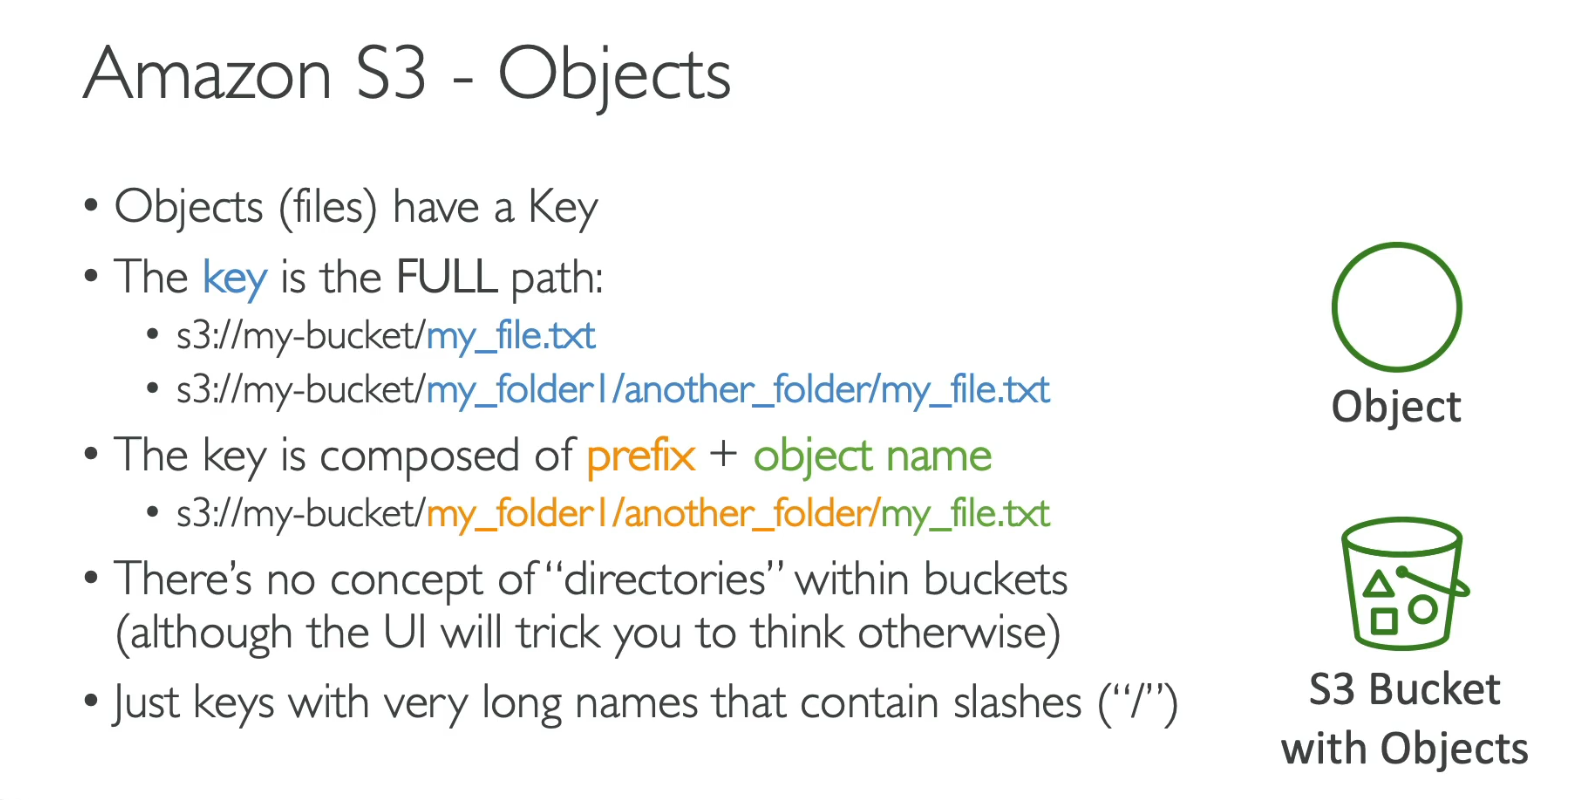 Amazon S3 - Objects
• Objects (files) have a Key
• The key is the FULL path:
• s3://my-bucket/my_file.txt
• s3://my-bucket/my_folder1/another_folder/my_file.txt
• The key is composed of prefix + object name
• s3://my-bucket/my_folder1/another_folder/my_file.txt
• There’s no concept of “directories” within buckets
(although the UI will trick you to think otherwise)
• Just keys with very long names that contain slashes (“/”)
Object
S3 Bucket
with Objects